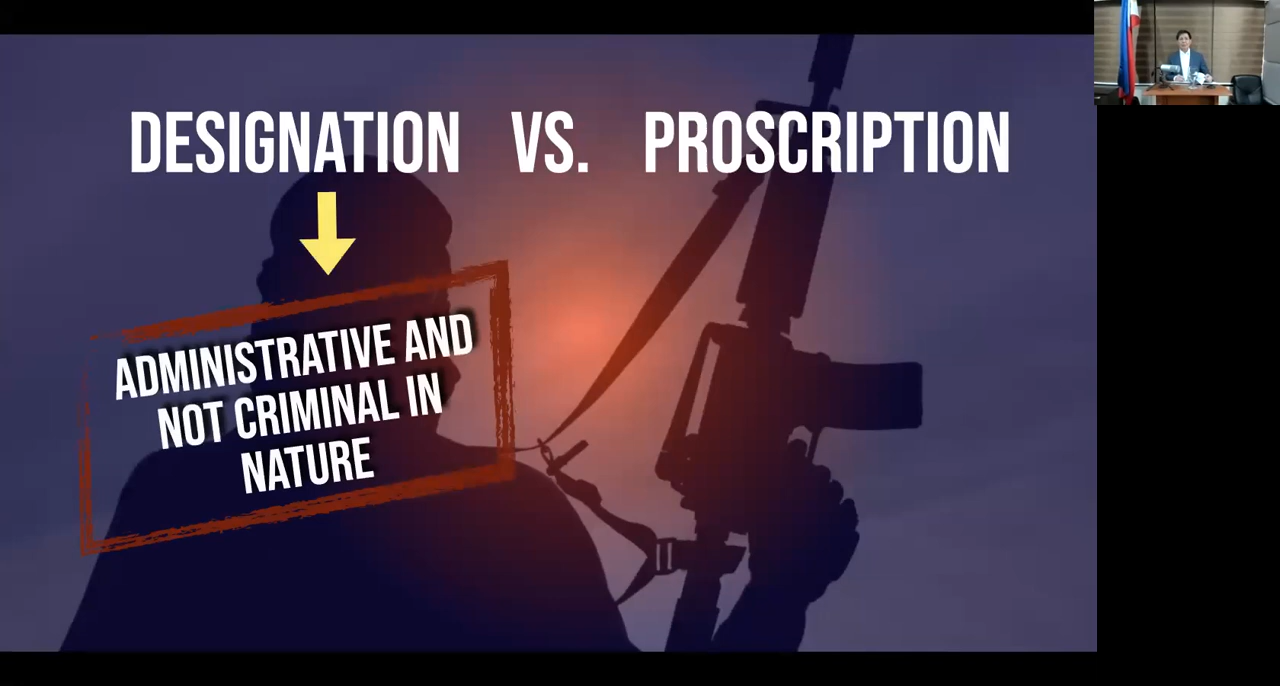 DESIGNATION VS. PROSCRIPTION
ADMINISTRATIVE AND
NOT CRIMINAL IN
NATURE